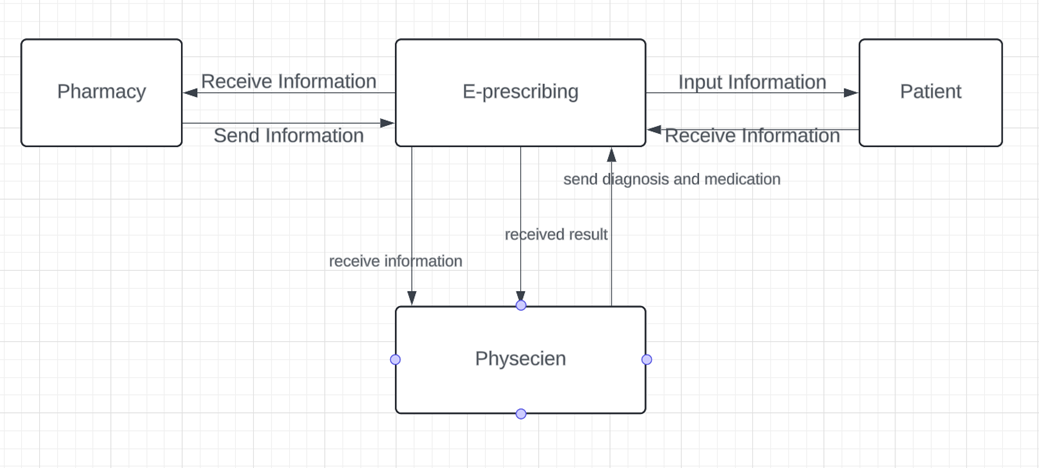 Pharmacy
Receive Information
E-prescribing
Input Information
Patient
Send Information
Receive Information
send diagnosis and medication
received result
receive information
Physecien